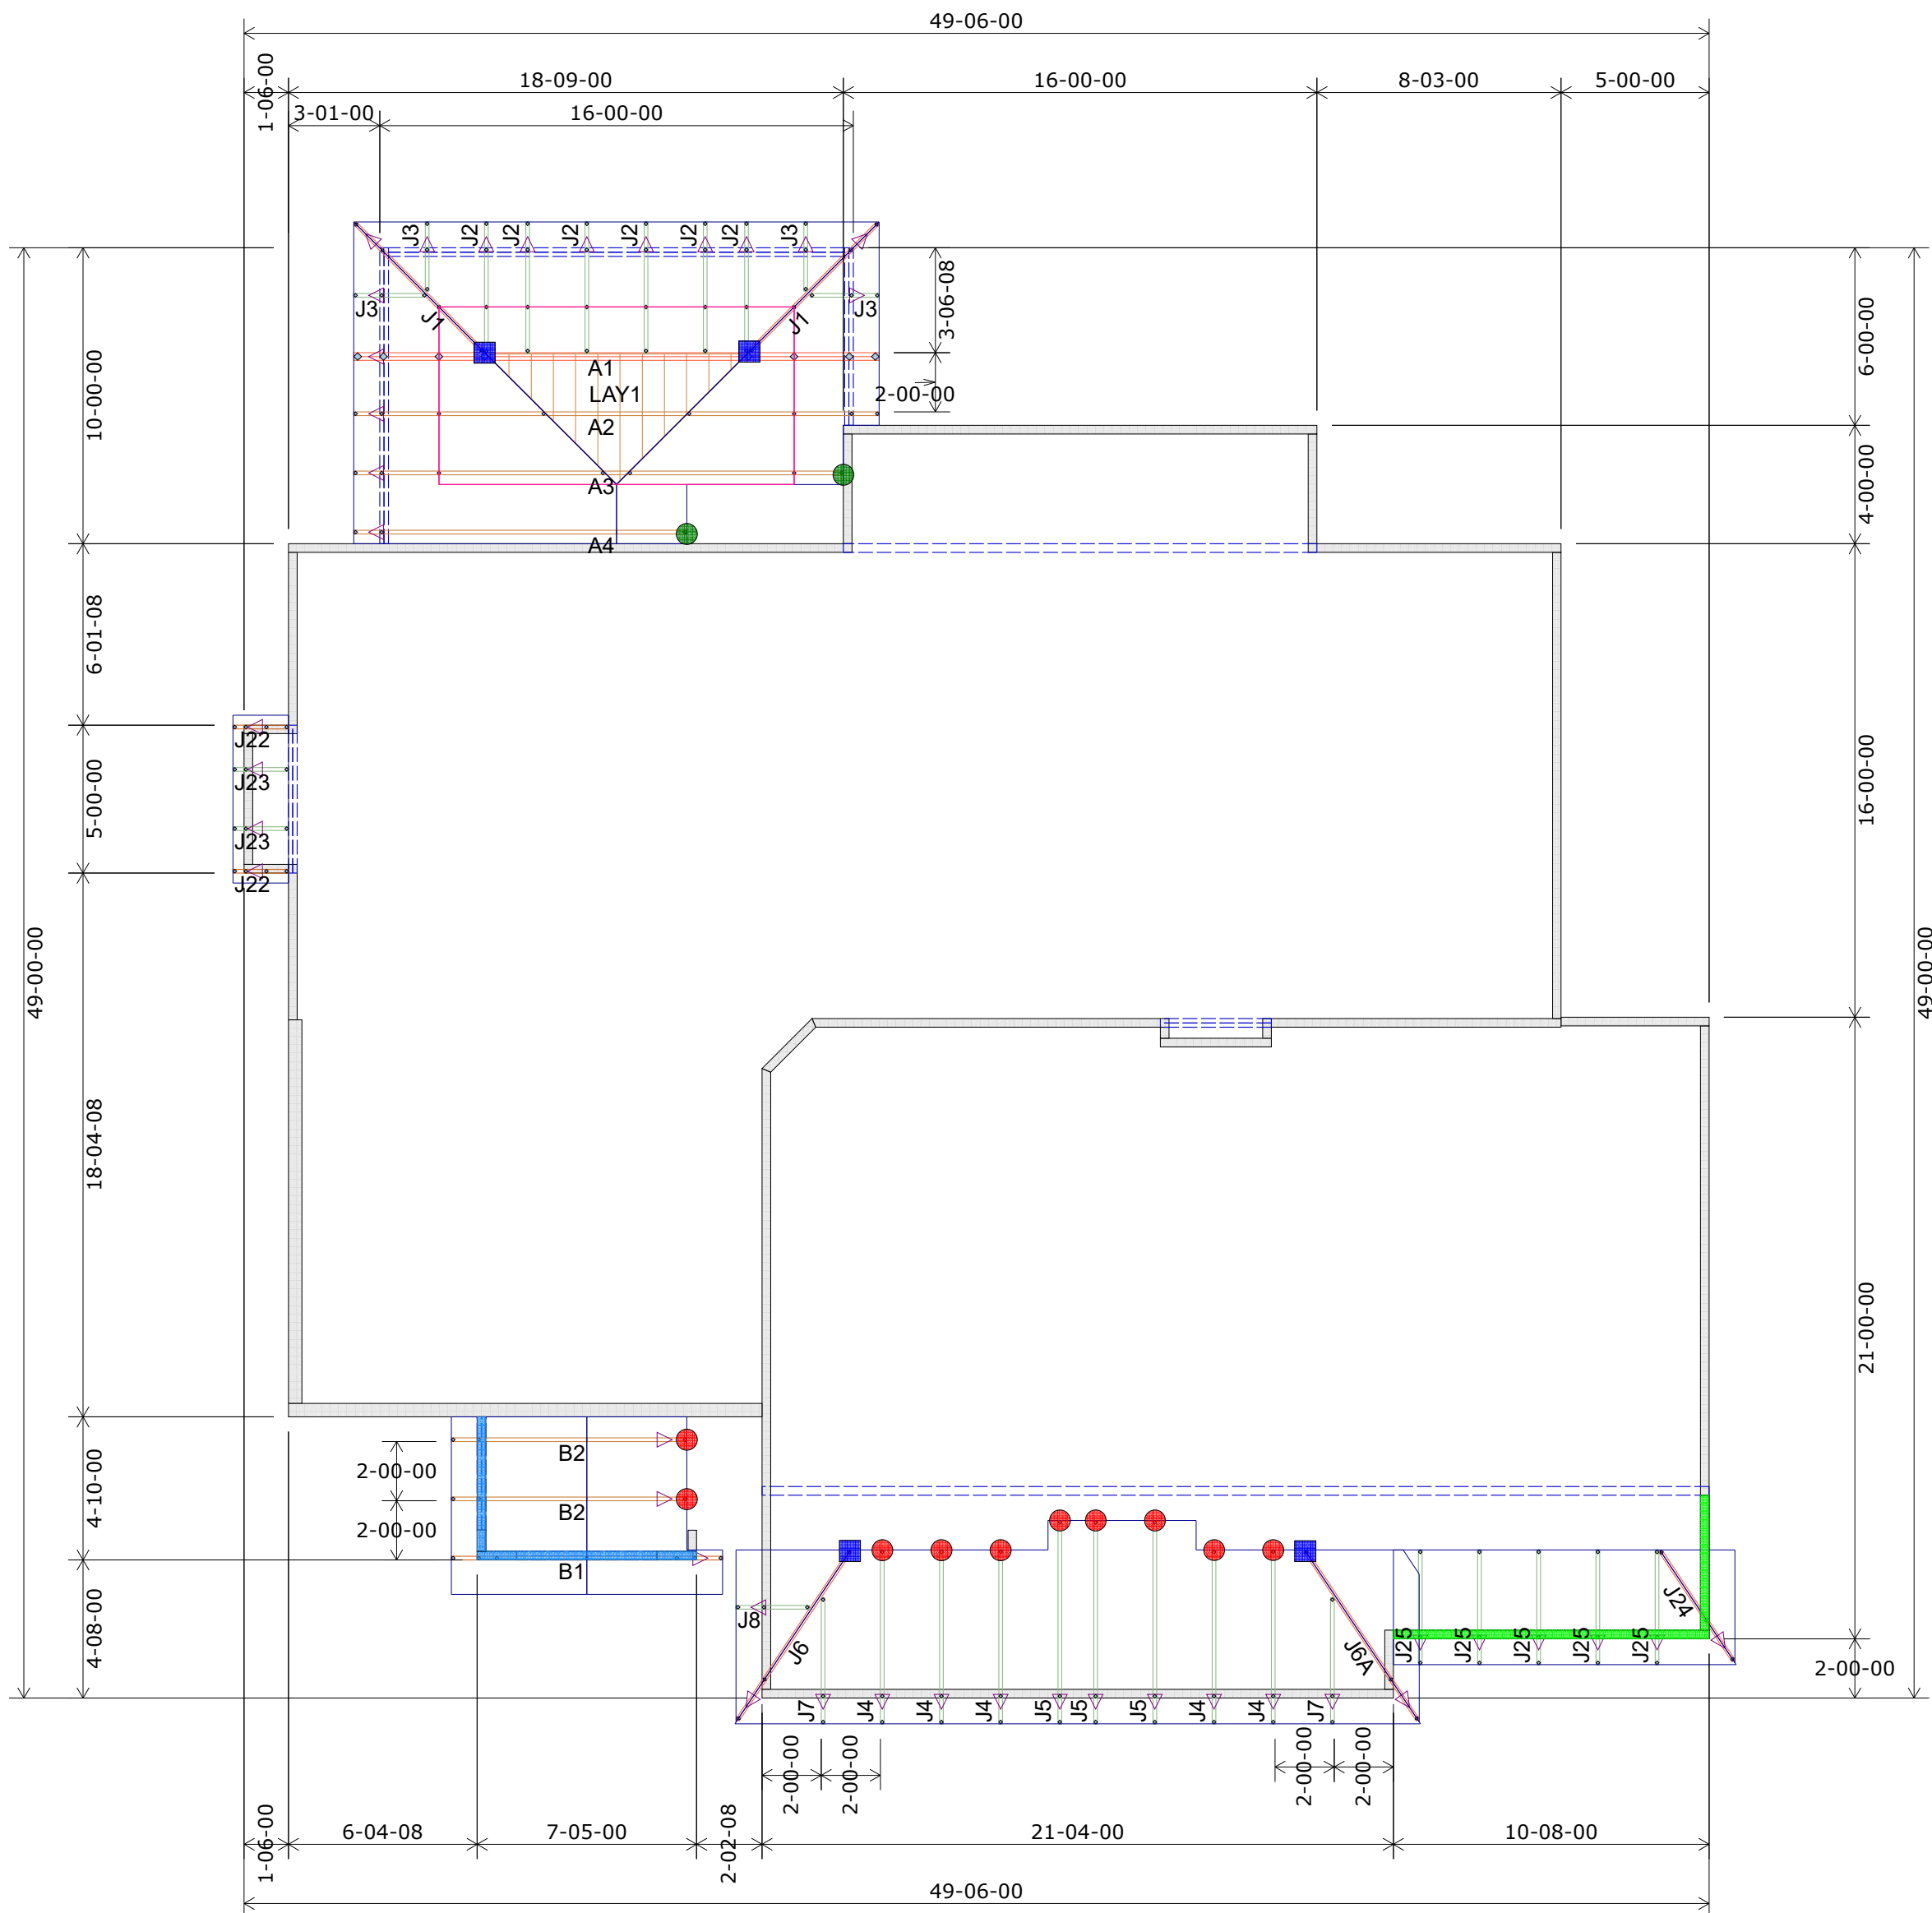 49-06-00
1-06-00
18-09-00
16-00-00
8-03-00
5-00-00
3-01-00
16-00-00
J3
J2
J2
J2
J2
J2
J2
J3
J3
J1
J1
J3
3-06-08
A1
LAY1
2-00-00
A2
A3
A4
10-00-00
6-00-00
4-00-00
6-01-08
5-00-00
J22
J23
J23
J22
16-00-00
49-00-00
49-00-00
18-04-08
21-00-00
4-10-00
B2
2-00-00
B2
2-00-00
B1
4-08-00
J8
J6
J6A
J24
J25
J25
J25
J25
J25
2-00-00
J7
J4
J4
J4
J5
J5
J5
J4
J4
J7
2-00-00
2-00-00
2-00-00
2-00-00
1-06-00
6-04-08
7-05-00
2-02-08
21-04-00
10-08-00
49-06-00